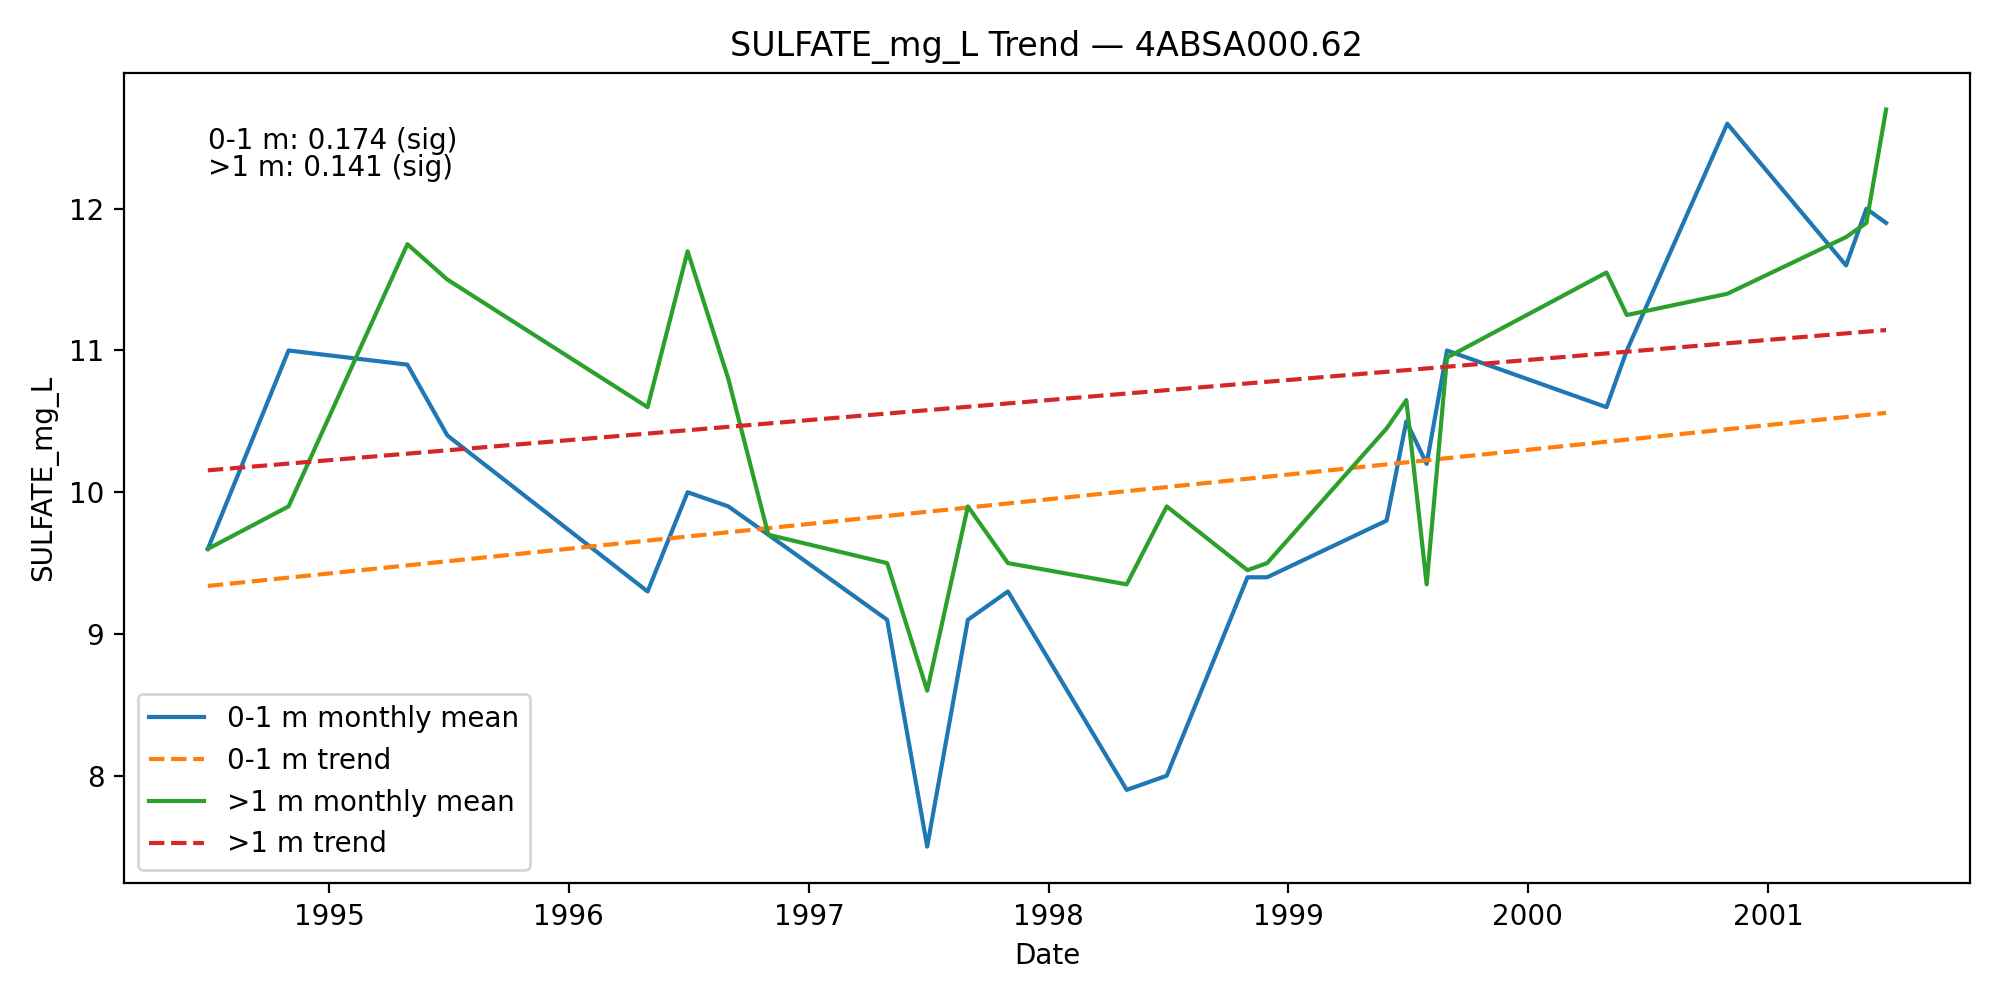 SULFATE_mg_L Trend — 4ABSA000.62
0-1 m: 0.174 (sig)
>1 m: 0.141 (sig)
SULFATE_mg_L
12
11
10
9
8
0-1 m monthly mean
0-1 m trend
>1 m monthly mean
>1 m trend
1995 1996 1997 1998 1999 2000 2001
Date